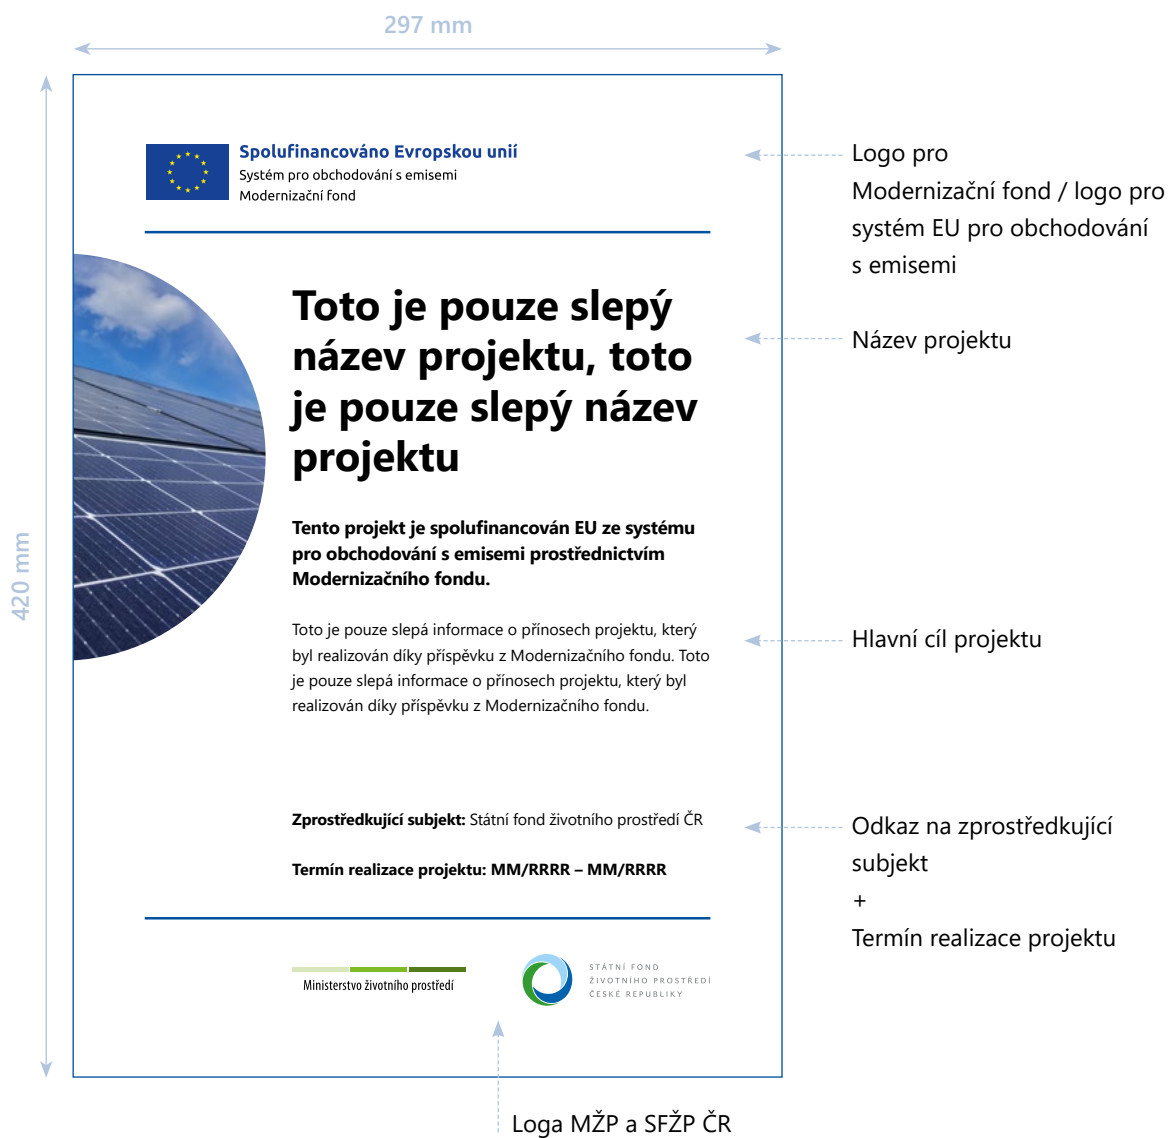 297 mm
420 mm
Spolufinancováno Evropskou unií
Systém pro obchodování s emisemi
Modernizační fond
Logo pro
Modernizační fond / logo pro
systém EU pro obchodování
s emisemi
Toto je pouze slepý
název projektu, toto
je pouze slepý název
projektu
Název projektu
Tento projekt je spolufinancován EU ze systému
pro obchodování s emisemi prostřednictvím
Modernizačního fondu.
Toto je pouze slepá informace o přínosech projektu, který
byl realizován díky příspěvku z Modernizačního fondu. Toto
je pouze slepá informace o přínosech projektu, který byl
realizován díky příspěvku z Modernizačního fondu.
Hlavní cíl projektu
Zprostředkující subjekt: Státní fond životního prostředí ČR
Termín realizace projektu: MM/RRRR – MM/RRRR
Odkaz na zprostředkující
subjekt
+
Termín realizace projektu
Ministerstvo životního prostředí
STÁTNÍ FOND
ŽIVOTNÍHO PROSTŘEDÍ
ČESKÉ REPUBLIKY
Loga MŽP a SFŽP ČR